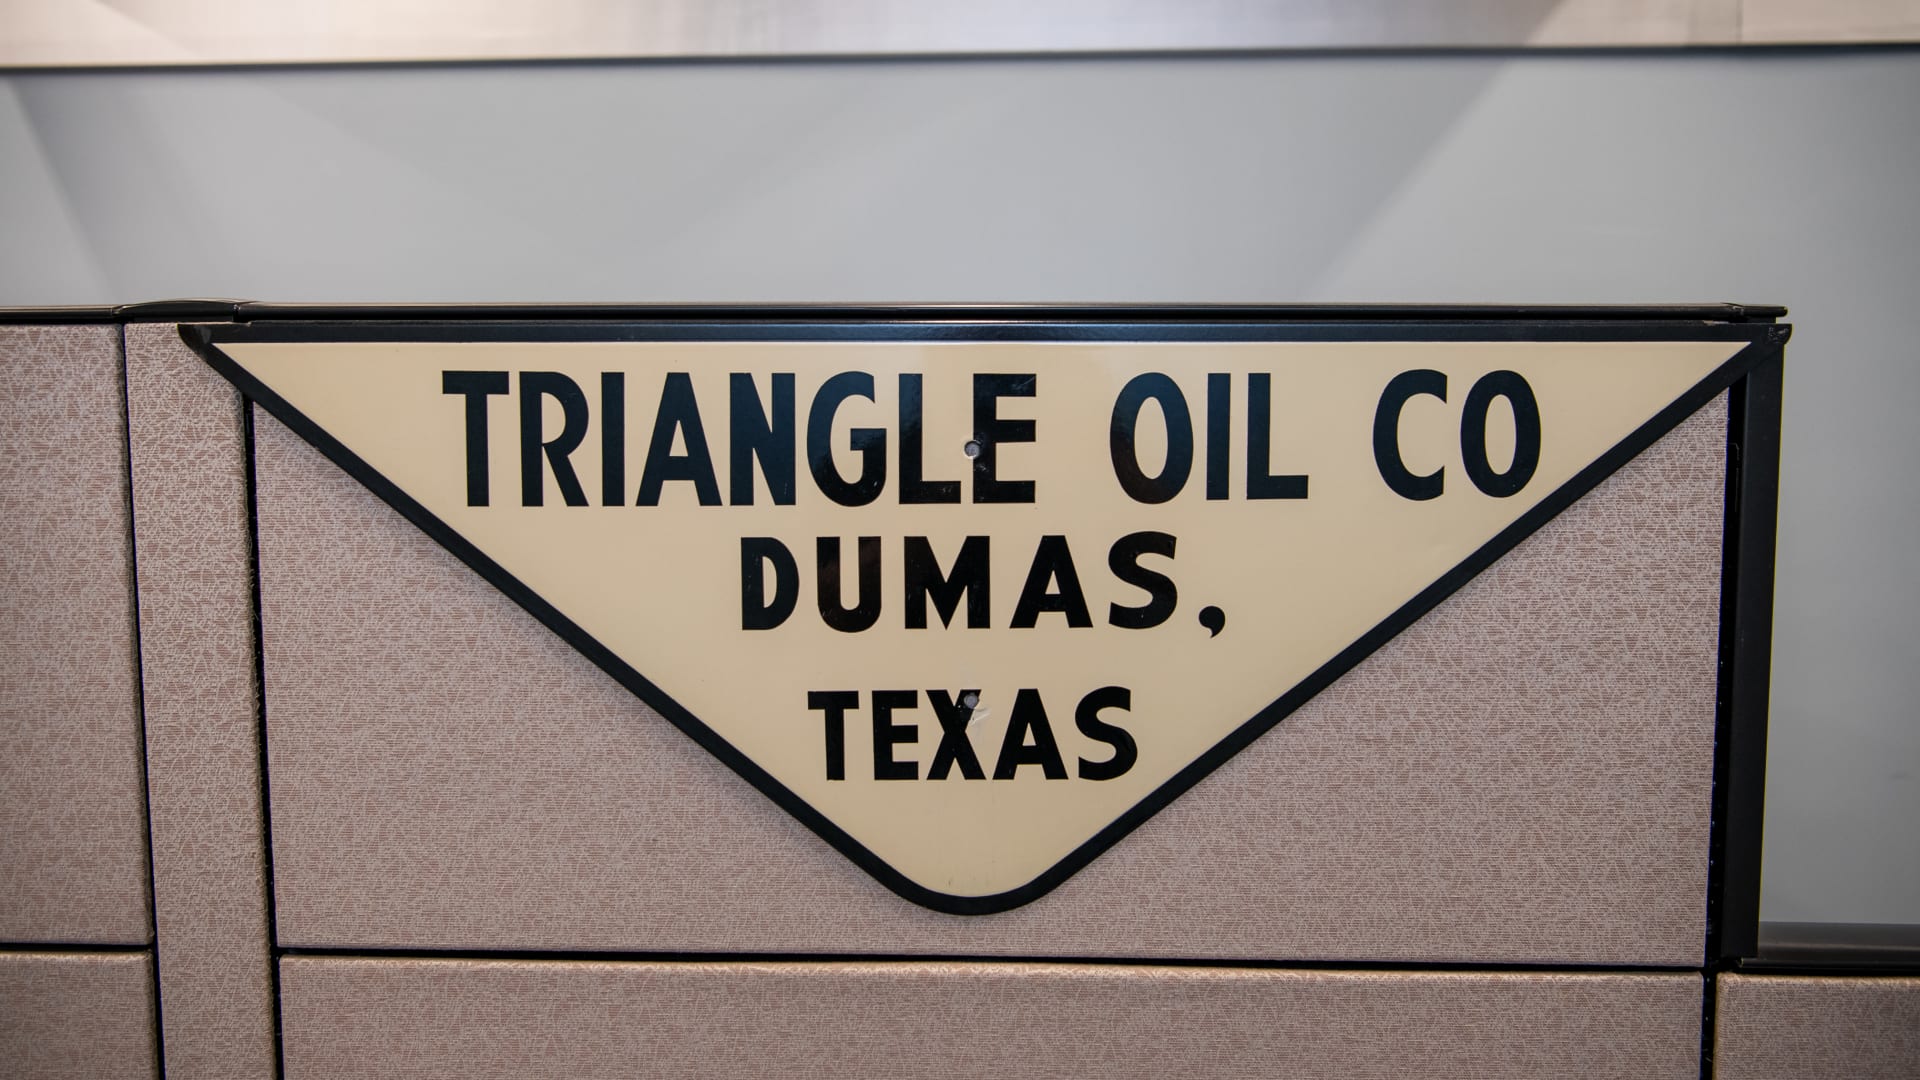 TRIANGLE OIL CO
DUMAS,
TEXAS